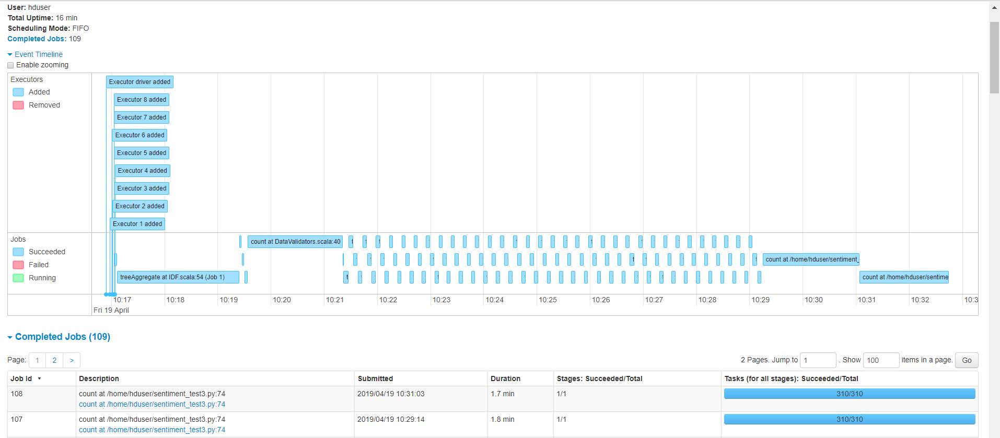 User: hduser
Total Uptime: 16 min
Scheduling Mode: FIFO
Completed Jobs: 109
Event Timeline
Enable zooming
Executors
Added
Removed
Executor driver added
Executor 8 added
Executor 7 added
Executor 6 added
Executor 5 added
Executor 4 added
Executor 3 added
Executor 2 added
Executor 1 added
Jobs
Succeeded
Failed
Running
count at DataValidators.scala:40
count at /home/hduser/sentiment_
treeAggregate at IDF.scala:54 (Job 1)
count at /home/hduser/sentime
10:17 10:18 10:19 10:20 10:21 10:22 10:23 10:24 10:25 10:26 10:27 10:28 10:29 10:30 10:31 10:32 10:3
Fri 19 April
Completed Jobs (109)
Page: 1 2 > 2 Pages. Jump to 1 . Show 100 items in a page. Go
Job Id Description Submitted Duration Stages: Succeeded/Total Tasks (for all stages): Succeeded/Total
108 count at /home/hduser/sentiment_test3.py:74 2019/04/19 10:31:03 1.7 min 1/1 310/310
count at /home/hduser/sentiment_test3.py:74
107 count at /home/hduser/sentiment_test3.py:74 2019/04/19 10:29:14 1.8 min 1/1 310/310
count at /home/hduser/sentiment_test3.py:74